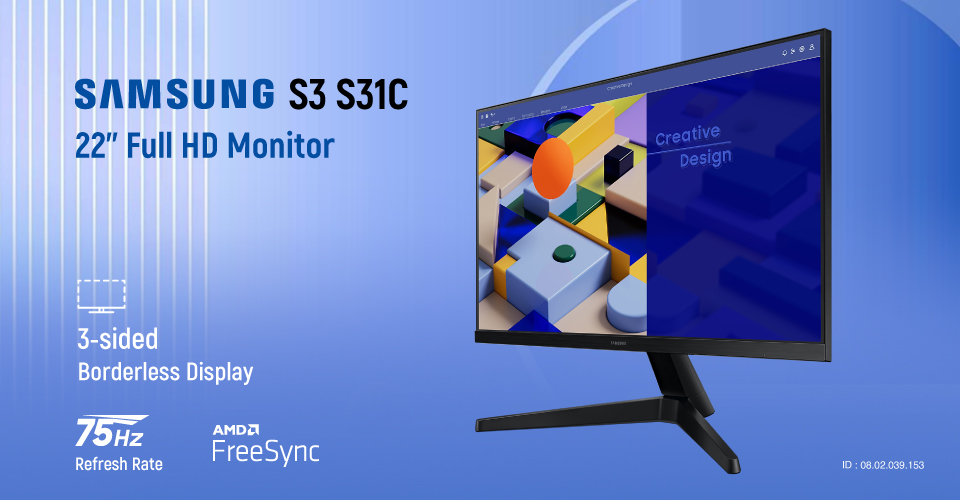 SAMSUNG S3 S31C
22” Full HD Monitor
Creative
Design
3-sided
Borderless Display
75Hz
Refresh Rate
AMD
FreeSync
ID : 08.02.039.153